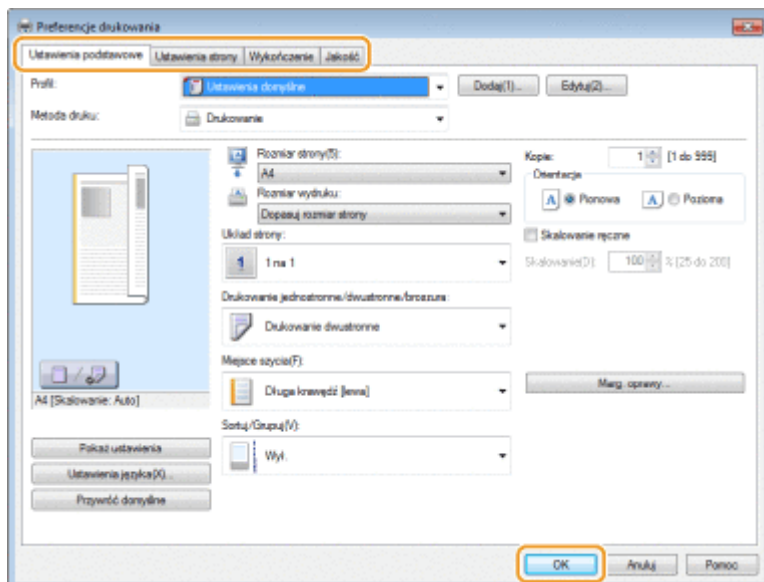 Preferencje drukowania
Ustawienia podstawowe Ustawienia strony Wykończenie Jakość
Profil: Ustawienia domyślne Dodaj(1)... Edytuj(2)...
Metoda druku: Drukowanie
Rozmiar strony(5):
A4
Rozmiar wydruku:
Dopasuj rozmiar strony
Kopie: 1 [1 do 999]
Orientacja
A Pionowa A Pozioma
Układ strony:
1 1 na 1
Skalowanie ręczne
Skalowanie(D): 100 % [25 do 200]
Drukowanie jednostronne/dwustronne/broszura:
Drukowanie dwustronne
Miejsce szycia(F):
Długa krawędź [lewa]
Marg. oprawy...
A4 [Skalowanie: Auto]
Sortuj/Grupuj(V):
Wył.
Pokaż ustawienia
Ustawienia języka(X)...
Przywróć domyślne
OK Anuluj Pomoc